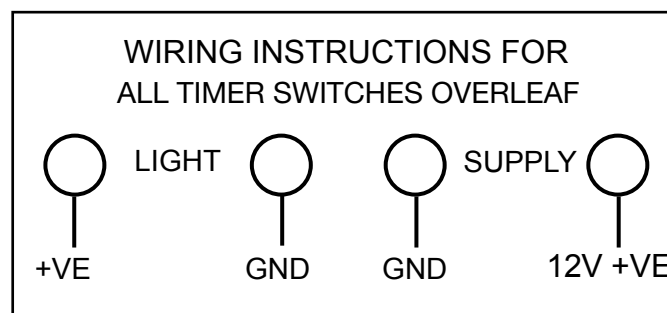 WIRING INSTRUCTIONS FOR
ALL TIMER SWITCHES OVERLEAF
LIGHT SUPPLY
+VE GND GND 12V +VE